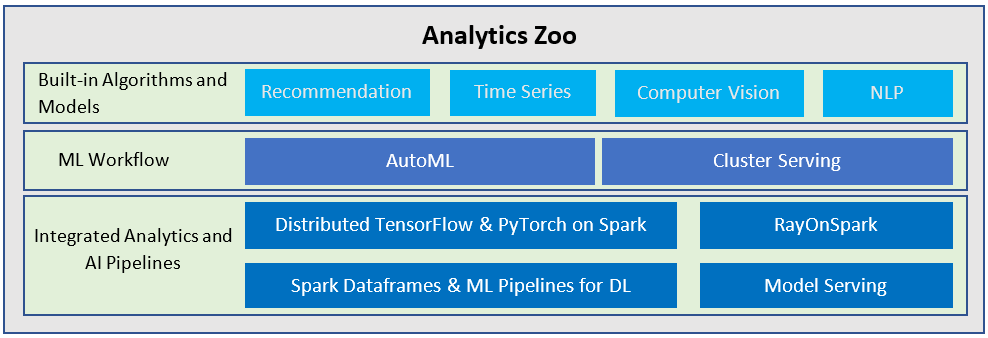 Analytics Zoo
Built-in Algorithms and
Models
Recommendation
Time Series
Computer Vision
NLP
ML Workflow
AutoML
Cluster Serving
Integrated Analytics and
AI Pipelines
Distributed TensorFlow & PyTorch on Spark
RayOnSpark
Spark Dataframes & ML Pipelines for DL
Model Serving